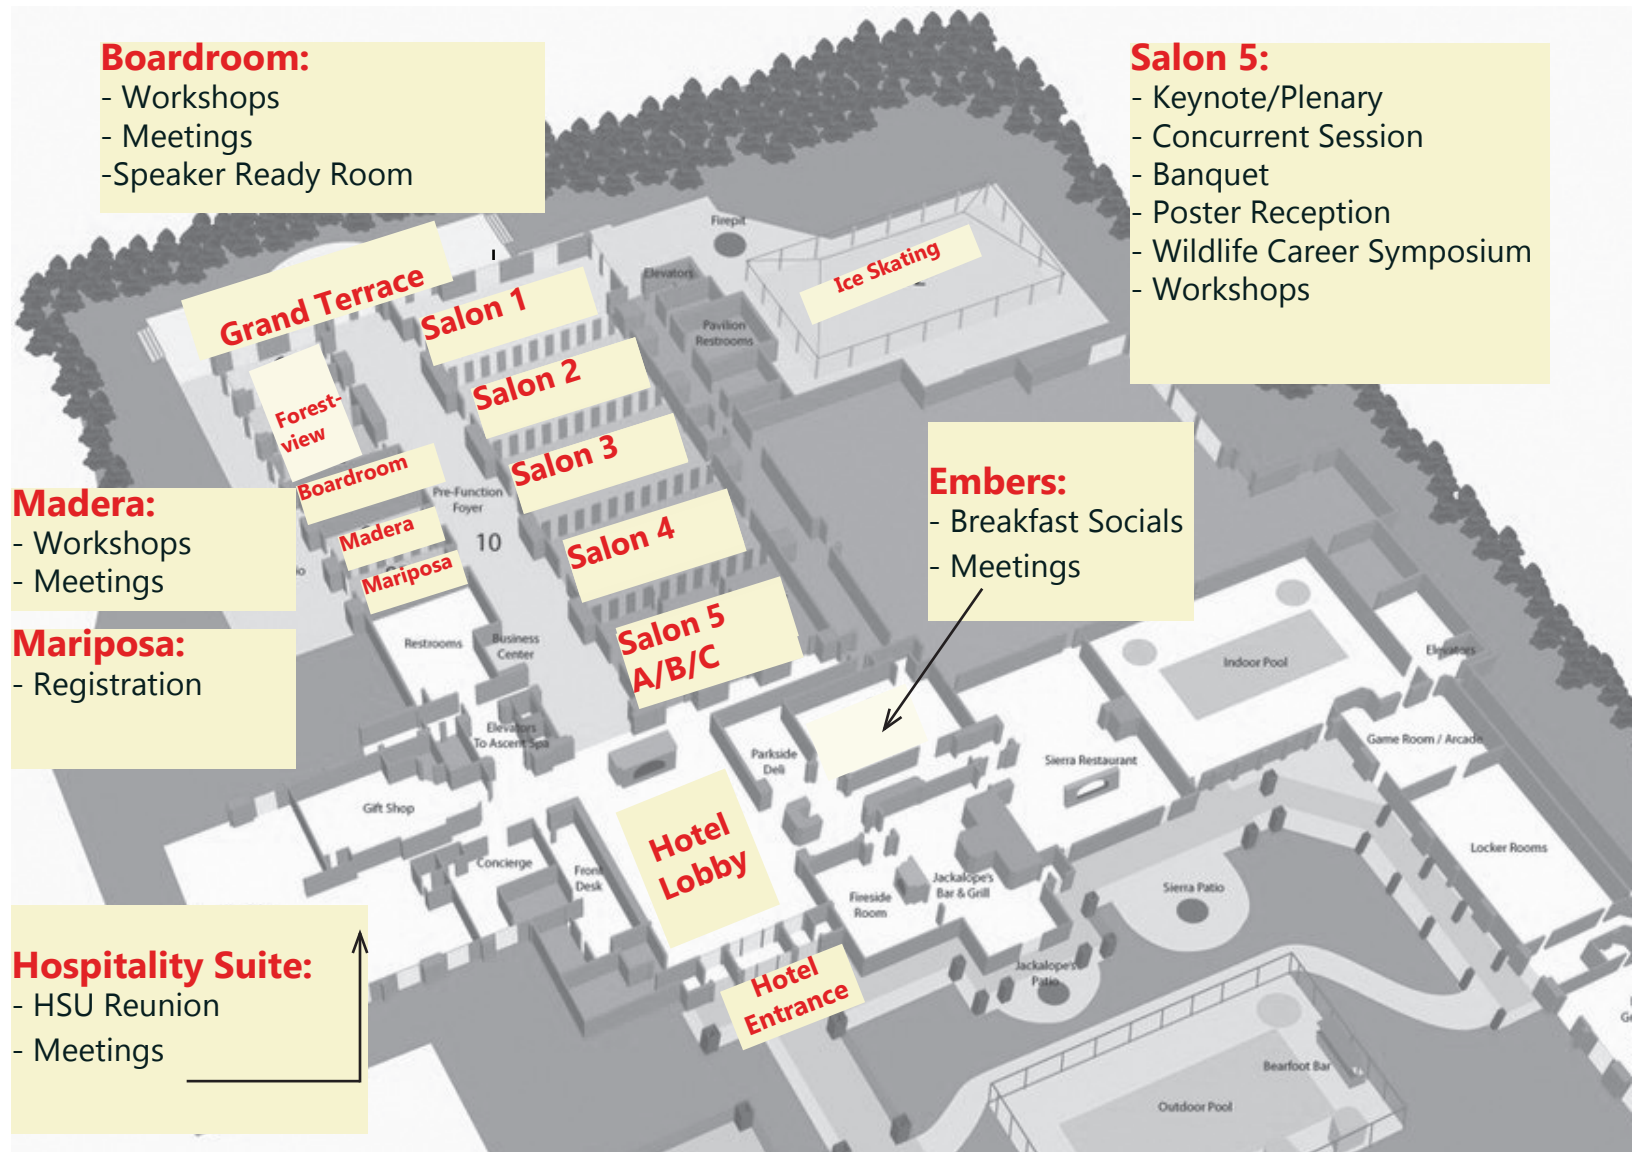 Boardroom:
- Workshops
- Meetings
-Speaker Ready Room
Salon 5:
- Keynote/Plenary
- Concurrent Session
- Banquet
- Poster Reception
- Wildlife Career Symposium
- Workshops
Firepit
Elevators
Ice Skating
Pavilion
Restrooms
Grand Terrace
Salon 1
Salon 2
Salon 3
Salon 4
Salon 5
A/B/C
Forest-
view
Boardroom
Madera
Mariposa
Pre-Function
Foyer
10
Madera:
- Workshops
- Meetings
Mariposa:
- Registration
Embers:
- Breakfast Socials
- Meetings
Restrooms
Business
Center
Elevators
To Ascent Spa
Gift Shop
Concierge
Front
Desk
Hotel
Lobby
Parkside
Deli
Sierra Restaurant
Indoor Pool
Elevators
Game Room / Arcade
Locker Rooms
Fireside
Room
Jackalope's
Bar & Grill
Sierra Patio
Jackalope's
Patio
Hotel
Entrance
Hospitality Suite:
- HSU Reunion
- Meetings
Bearfoot Bar
Outdoor Pool